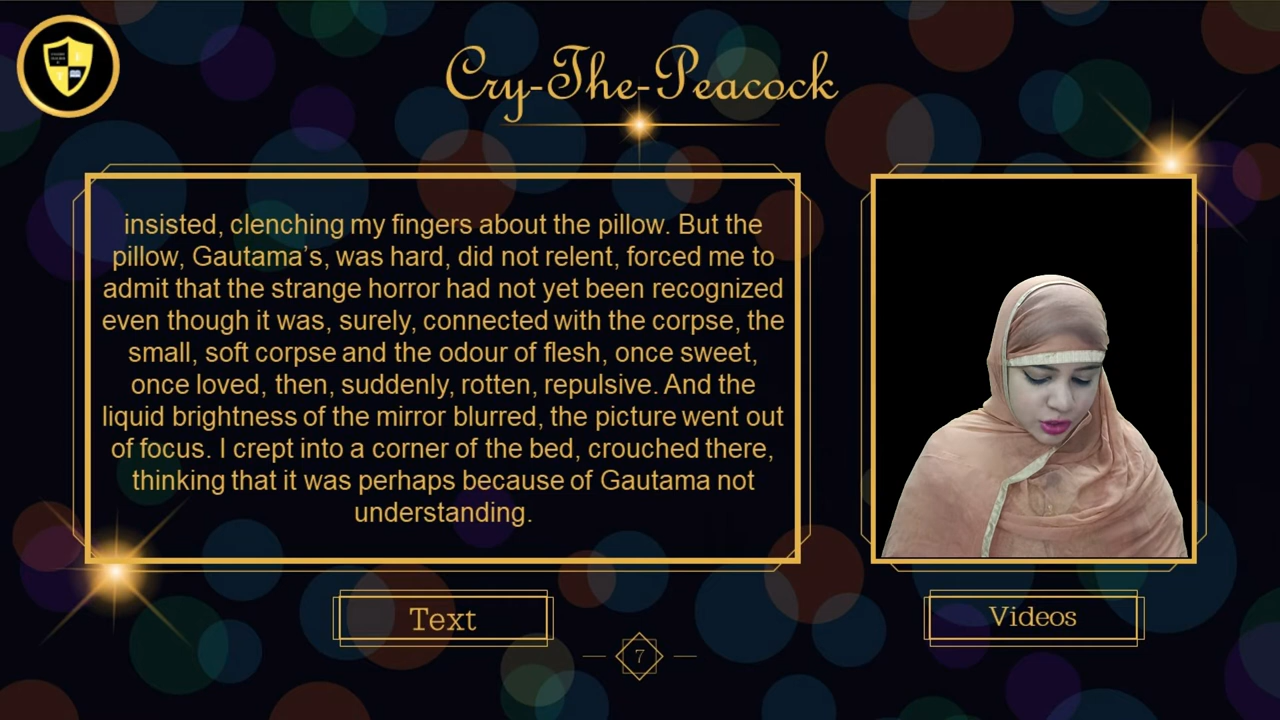 Cry-The-Peacock
insisted, clenching my fingers about the pillow. But the
pillow, Gautama's, was hard, did not relent, forced me to
admit that the strange horror had not yet been recognized
even though it was, surely, connected with the corpse, the
small, soft corpse and the odour of flesh, once sweet,
once loved, then, suddenly, rotten, repulsive. And the
liquid brightness of the mirror blurred, the picture went out
of focus. I crept into a corner of the bed, crouched there,
thinking that it was perhaps because of Gautama not
understanding.
Text
Videos
7